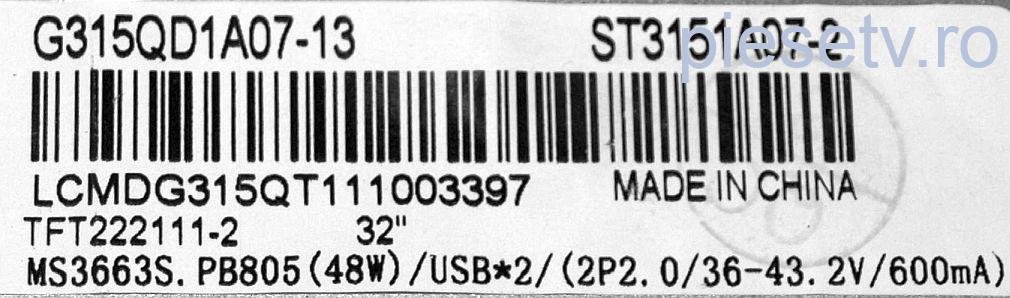 G315QD1A07-13 ST3151A07-2
piesetv.ro
LCMDG315QT111003397 MADE IN CHINA
TFT222111-2 32"
MS3663S.PB805(48W)/USB*2/(2P2.0/36-43.2V/600mA)